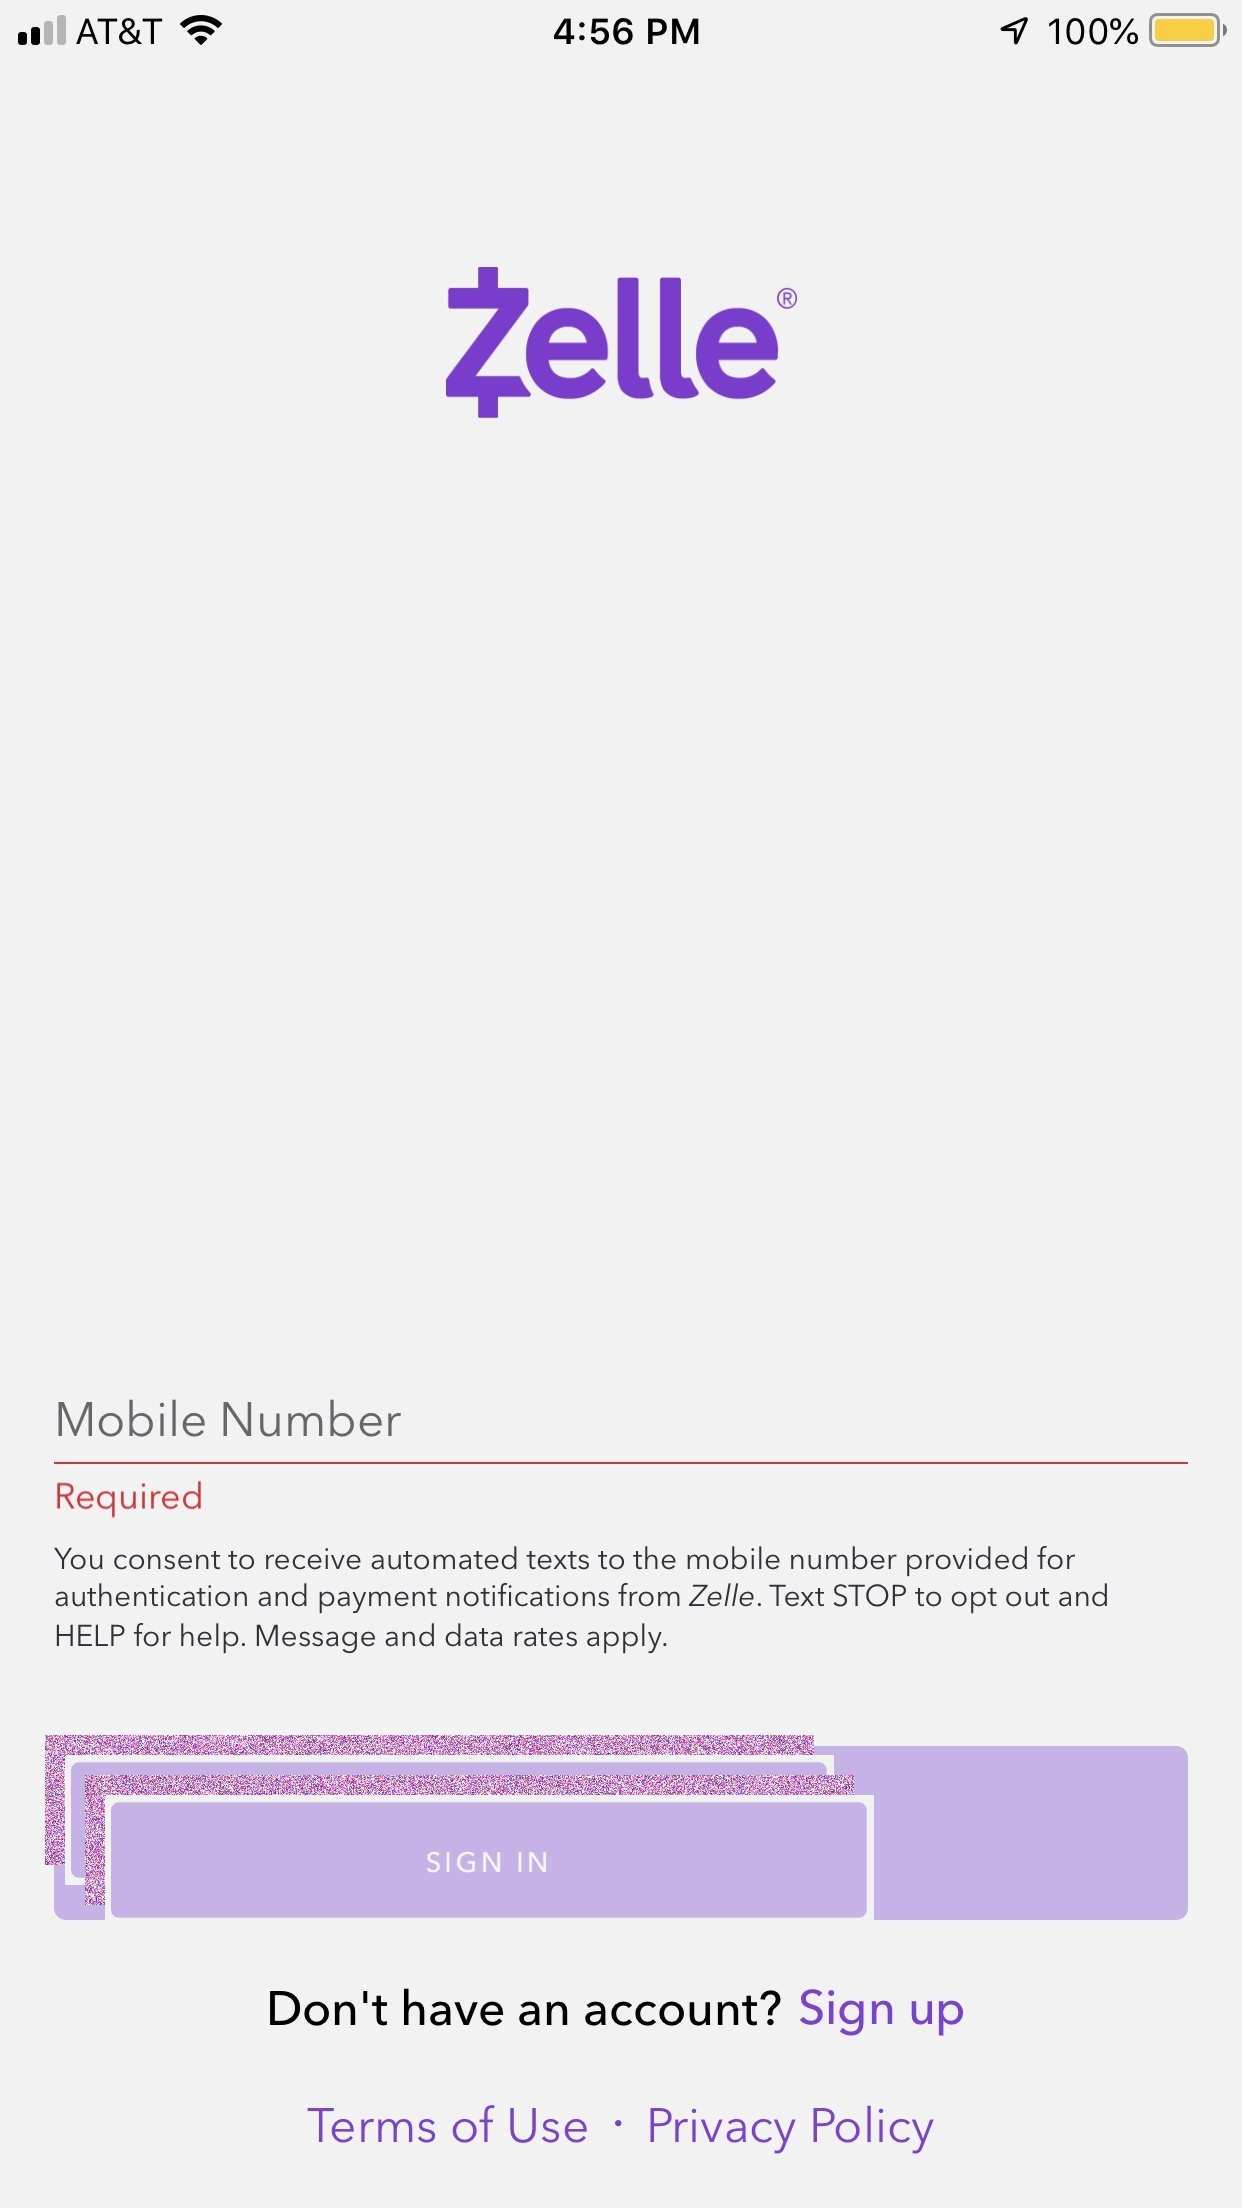 AT&T 4:56 PM 100%
Zelle®
Mobile Number
Required
You consent to receive automated texts to the mobile number provided for
authentication and payment notifications from Zelle. Text STOP to opt out and
HELP for help. Message and data rates apply.
SIGN IN
Don't have an account? Sign up
Terms of Use · Privacy Policy